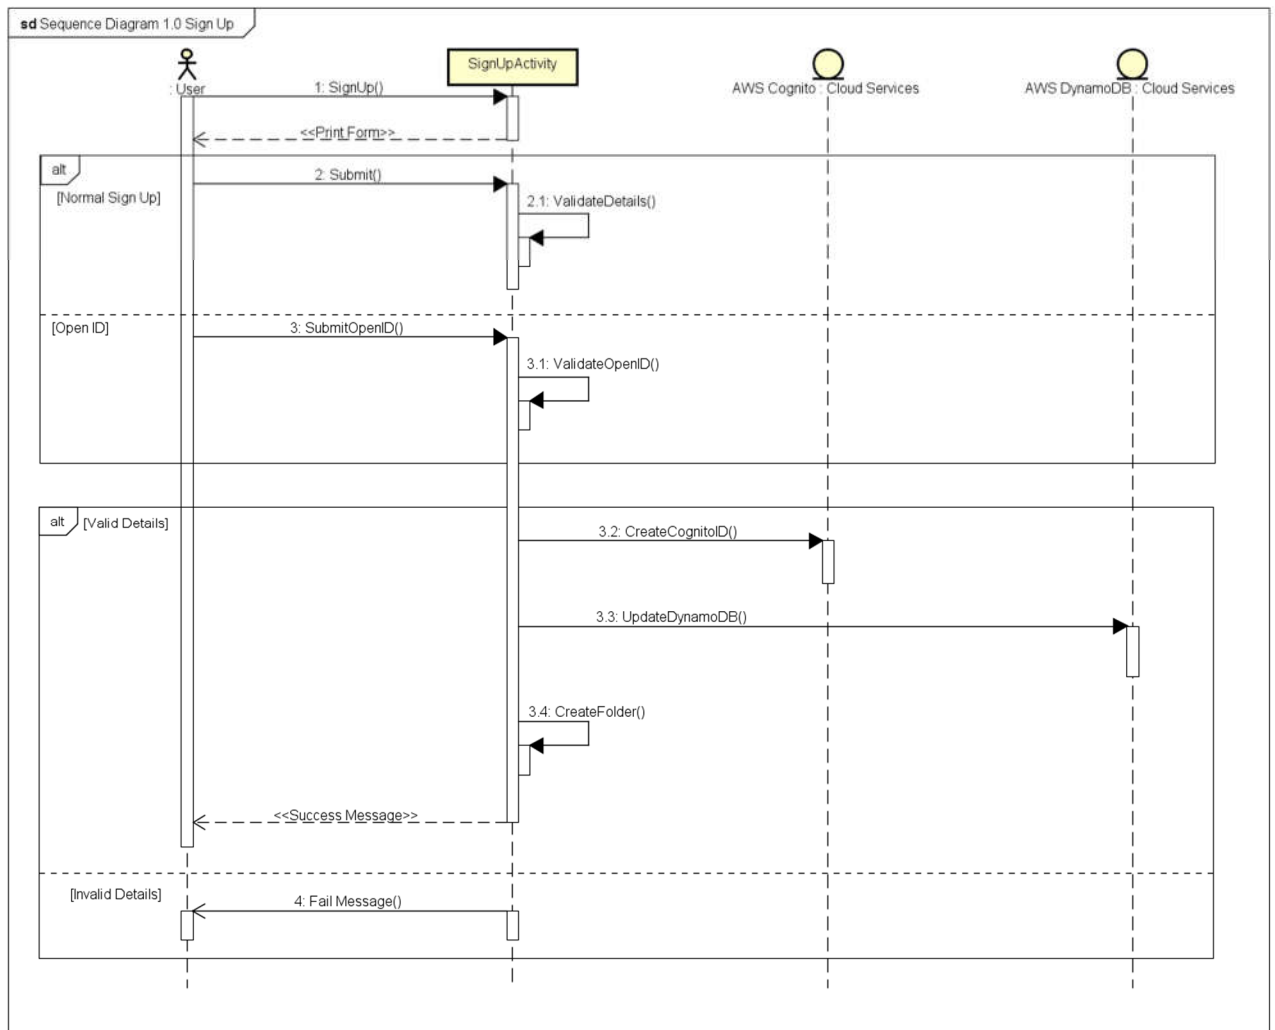 sd Sequence Diagram 1.0 Sign Up
: User
SignUpActivity
AWS Cognito : Cloud Services
AWS DynamoDB : Cloud Services
1: SignUp()
<<Print Form>>
alt
[Normal Sign Up]
2: Submit()
2.1: ValidateDetails()
[Open ID]
3: SubmitOpenID()
3.1: ValidateOpenID()
alt
[Valid Details]
3.2: CreateCognitoID()
3.3: UpdateDynamoDB()
3.4: CreateFolder()
<<Success Message>>
[Invalid Details]
4: Fail Message()